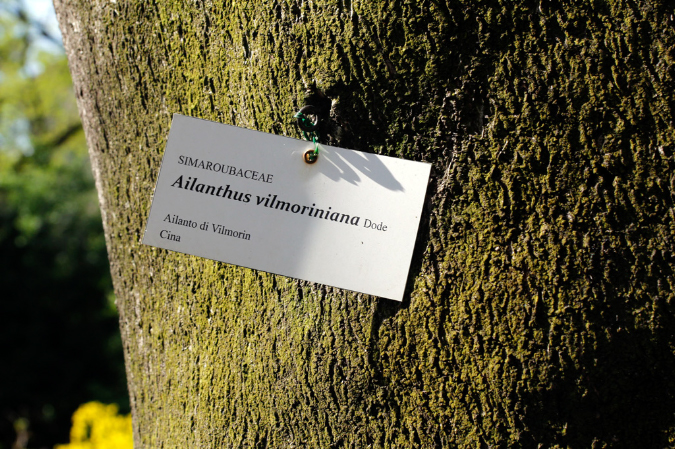 SIMAROUBACEAE
Ailanthus vilmoriniana Dode
Ailanto di Vilmorin
Cina